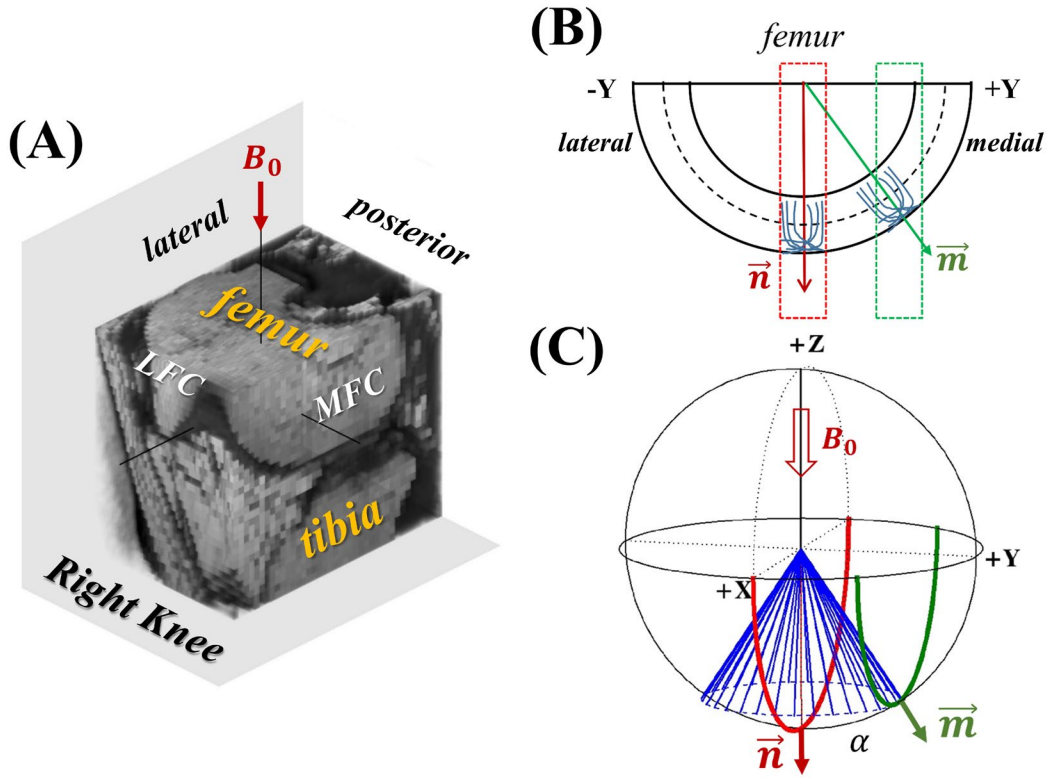 (A)
B₀
lateral
posterior
femur
LFC
MFC
tibia
Right Knee
(B)
femur
-Y
+Y
lateral
medial
n
m
(C)
+Z
B₀
+Y
+X
n
α
m